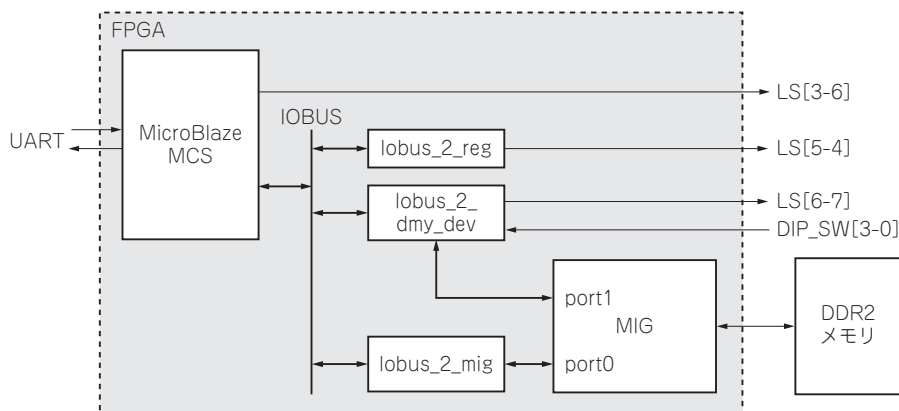 FPGA
UART
MicroBlaze
MCS
IOBUS
Iobus_2_reg
Iobus_2_
dmy_dev
Iobus_2_mig
port1
MIG
port0
LS[3-6]
LS[5-4]
LS[6-7]
DIP_SW[3-0]
DDR2
メモリ